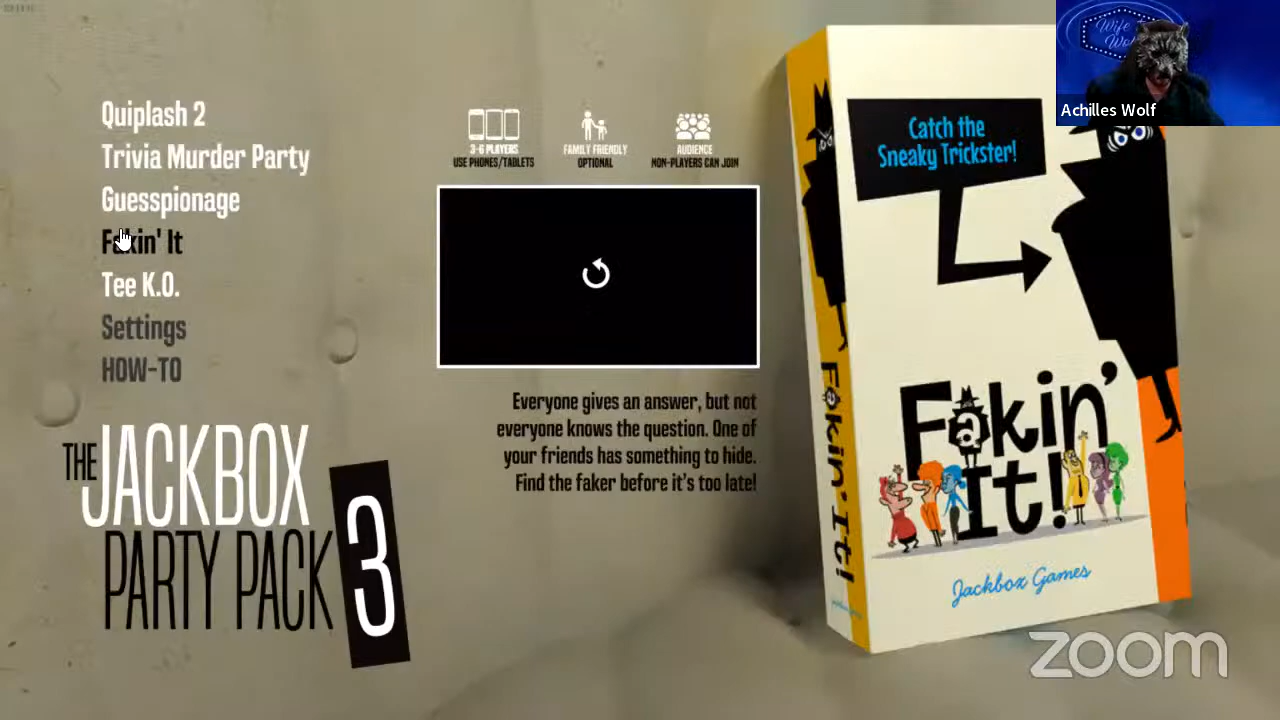 Quiplash 2
Trivia Murder Party
Guesspionage
Fakin' It
Tee K.O.
Settings
HOW-TO
THE JACKBOX
PARTY PACK 3
3-6 PLAYERS
USE PHONES/TABLETS
FAMILY FRIENDLY
OPTIONAL
AUDIENCE
NON-PLAYERS CAN JOIN
Everyone gives an answer, but not
everyone knows the question. One of
your friends has something to hide.
Find the faker before it's too late!
Catch the
Sneaky Trickster!
Fakin'
It!
Jackbox Games
Fakin' It!
Wife
Wo
Achilles Wolf
zoom